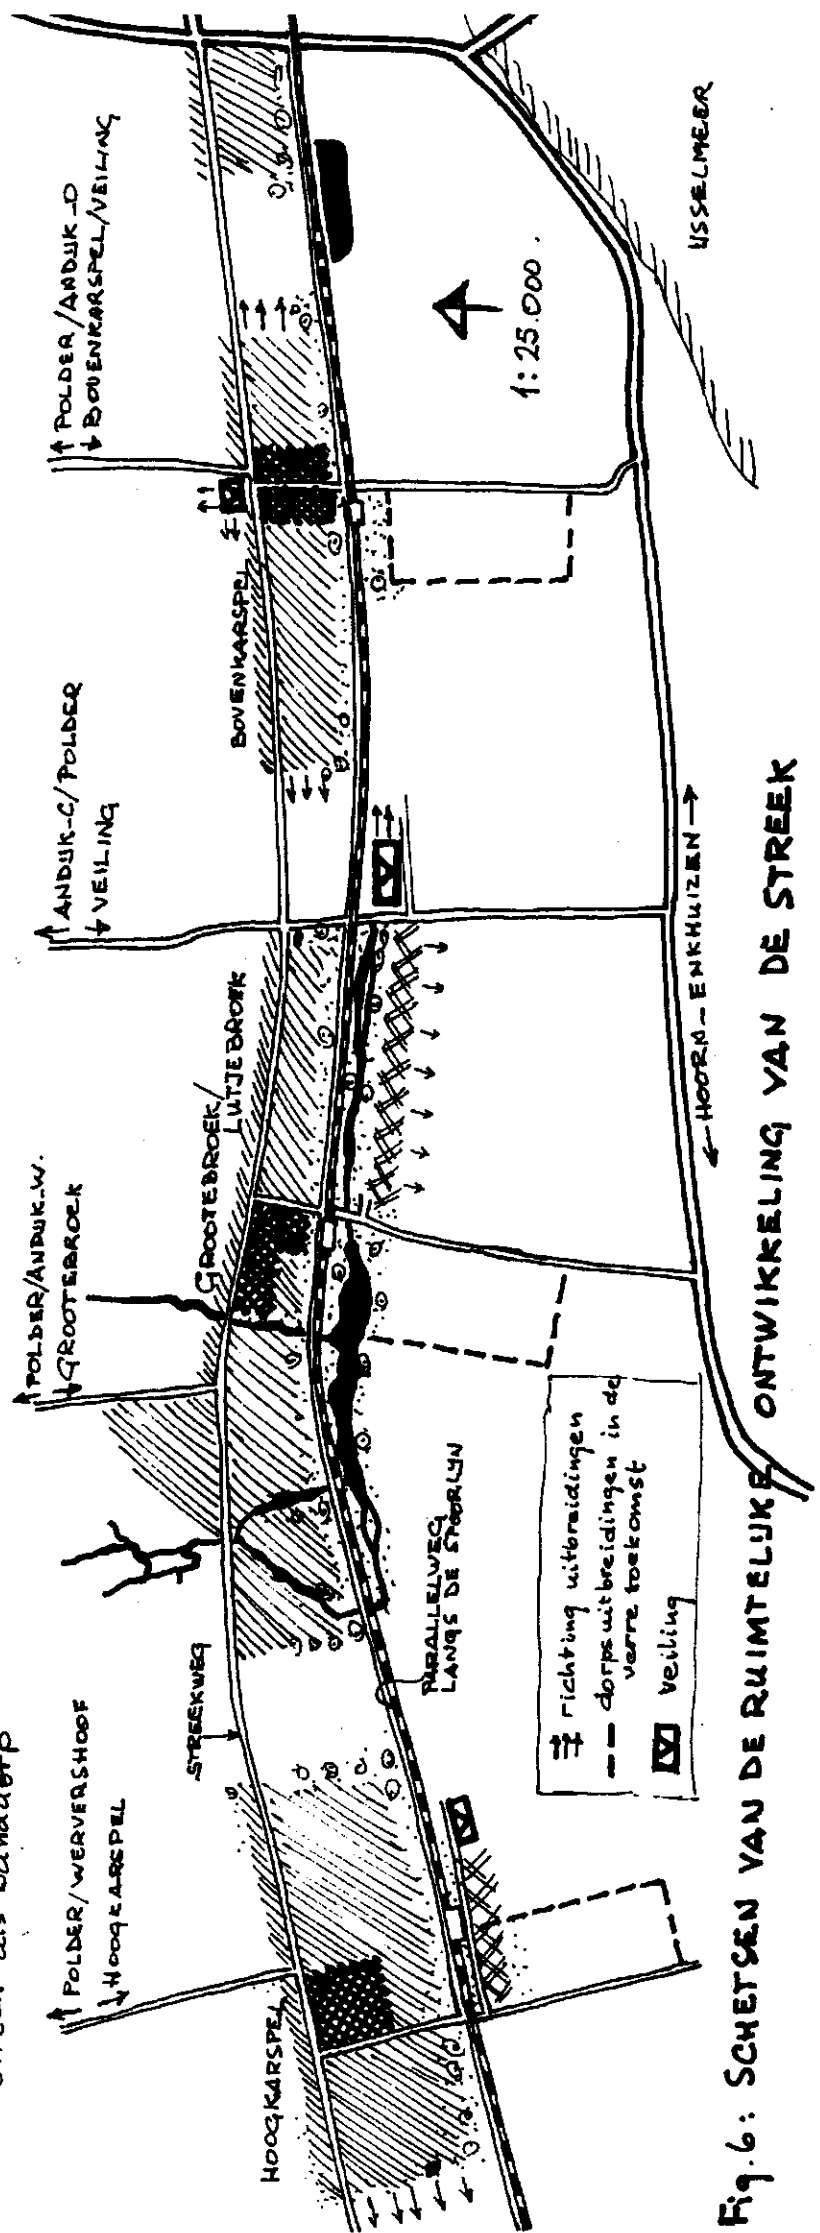 POLDER/WERVERSHOOF
HOOGKARSPEL
POLDER/ANDIJK-W.
GROOTEBROEK
ANDIJK-C/POLDER
VEILING
POLDER/ANDIJK-O
BOVENKARSPEL/VEILING
HOOGKARSPEL
STREEKWEG
GROOTEBROEK/
LUTJEBROEK
BOVENKARSPEL
PARALLELWEG
LANGS DE SPOORLIJN
1:25.000.
IJSSELMEER
HOORN-ENKHUIZEN
richting uitbreidingen
dorpsuitbreidingen in de
verre toekomst
V veiling
Fig. 6: SCHETSEN VAN DE RUIMTELIJKE ONTWIKKELING VAN DE STREEK